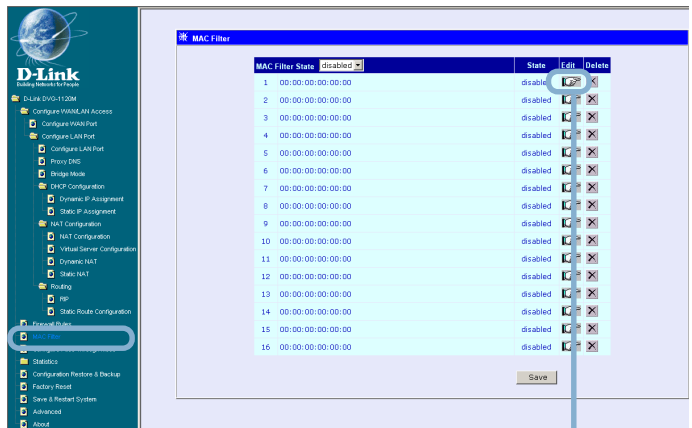 D-Link
Building Networks for People
D-Link DVG-1120M
Configure WAN/LAN Access
Configure WAN Port
Configure LAN Port
Configure LAN Port
Proxy DNS
Bridge Mode
DHCP Configuration
Dynamic IP Assignment
Static IP Assignment
NAT Configuration
NAT Configuration
Virtual Server Configuration
Dynamic NAT
Static NAT
Routing
RIP
Static Route Configuration
Firewall Rules
MAC Filter
Statistics
Configuration Restore & Backup
Factory Reset
Save & Restart System
Advanced
About
MAC Filter
MAC Filter State disabled State Edit Delete
1 00:00:00:00:00:00 disabled
2 00:00:00:00:00:00 disabled
3 00:00:00:00:00:00 disabled
4 00:00:00:00:00:00 disabled
5 00:00:00:00:00:00 disabled
6 00:00:00:00:00:00 disabled
7 00:00:00:00:00:00 disabled
8 00:00:00:00:00:00 disabled
9 00:00:00:00:00:00 disabled
10 00:00:00:00:00:00 disabled
11 00:00:00:00:00:00 disabled
12 00:00:00:00:00:00 disabled
13 00:00:00:00:00:00 disabled
14 00:00:00:00:00:00 disabled
15 00:00:00:00:00:00 disabled
16 00:00:00:00:00:00 disabled
Save